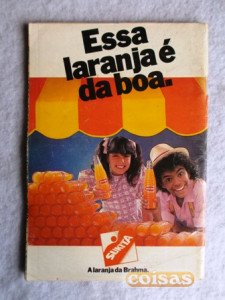 Essa
laranja é
da boa.
SUKITA
A laranja da Brahma.
coisas